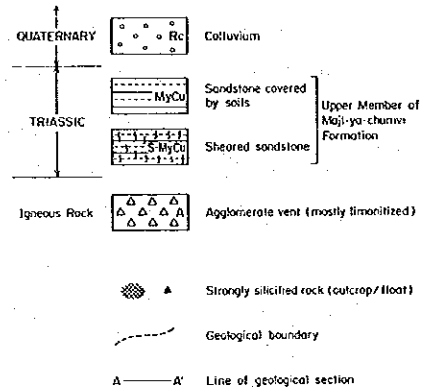 QUATERNARY Rc Colluvium
MyCu Sandstone covered by soils
TRIASSIC
S-MyCu Sheared sandstone
Upper Member of
Maji-ya-chumvi
Formation
Igneous Rock A Agglomerate vent (mostly limonitized)
Strongly silicified rock (outcrop/float)
Geological boundary
A A' Line of geological section